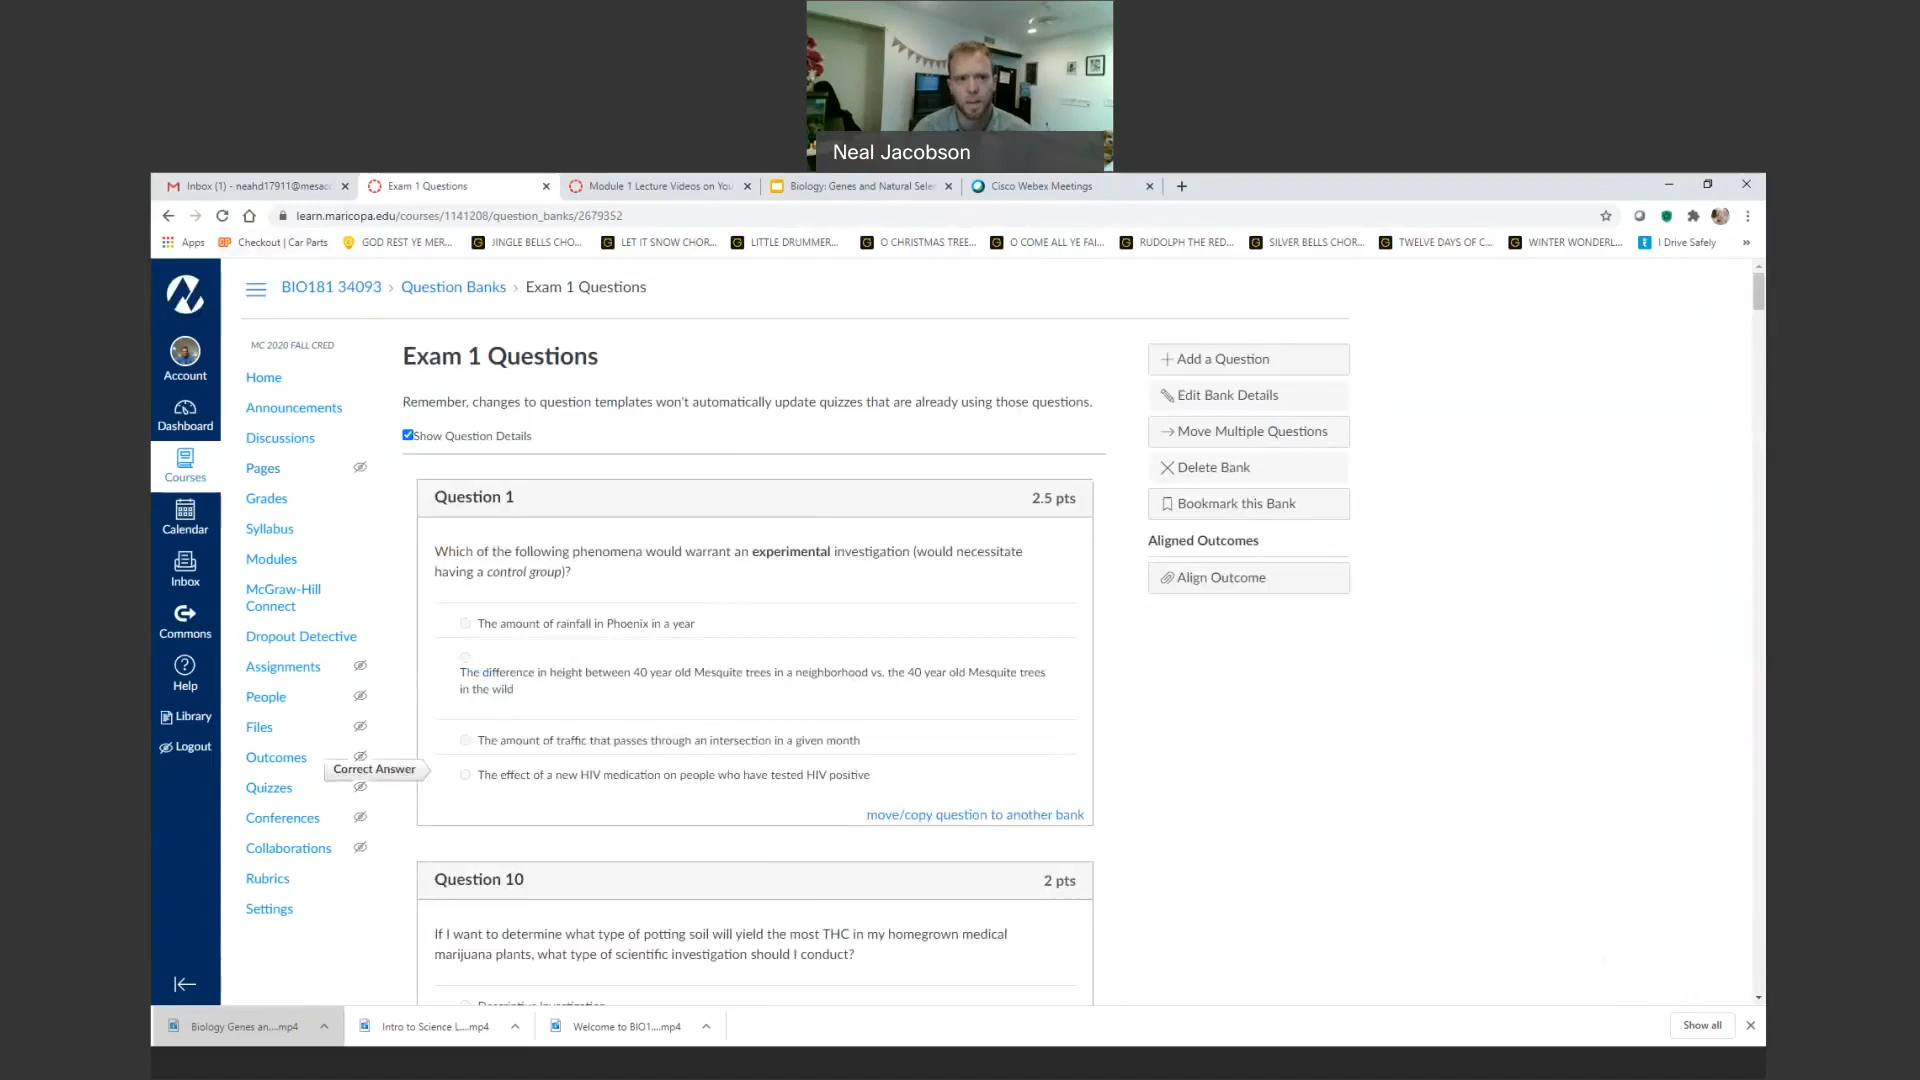 Neal Jacobson
Inbox (1) - neahd17911@mesacc
Exam 1 Questions
Module 1 Lecture Videos on You
Biology: Genes and Natural Selec
Cisco Webex Meetings
learn.maricopa.edu/courses/1141208/question_banks/2679352
Apps
Checkout | Car Parts
GOD REST YE MER...
JINGLE BELLS CHO...
LET IT SNOW CHOR...
LITTLE DRUMMER...
O CHRISTMAS TREE...
O COME ALL YE FAI...
RUDOLPH THE RED...
SILVER BELLS CHOR...
TWELVE DAYS OF C...
WINTER WONDERL...
I Drive Safely
»
BIO181 34093 › Question Banks › Exam 1 Questions
Account
Dashboard
Courses
Calendar
Inbox
Commons
Help
Library
Logout
MC 2020 FALL CRED
Home
Announcements
Discussions
Pages
Grades
Syllabus
Modules
McGraw-Hill
Connect
Dropout Detective
Assignments
People
Files
Outcomes
Quizzes
Conferences
Collaborations
Rubrics
Settings
Exam 1 Questions
Remember, changes to question templates won't automatically update quizzes that are already using those questions.
Show Question Details
Question 1
2.5 pts
Which of the following phenomena would warrant an experimental investigation (would necessitate
having a control group)?
The amount of rainfall in Phoenix in a year
The difference in height between 40 year old Mesquite trees in a neighborhood vs. the 40 year old Mesquite trees
in the wild
The amount of traffic that passes through an intersection in a given month
Correct Answer
The effect of a new HIV medication on people who have tested HIV positive
move/copy question to another bank
Question 10
2 pts
If I want to determine what type of potting soil will yield the most THC in my homegrown medical
marijuana plants, what type of scientific investigation should I conduct?
Descriptive Investigation
Add a Question
Edit Bank Details
Move Multiple Questions
Delete Bank
Bookmark this Bank
Aligned Outcomes
Align Outcome
Biology Genes an....mp4
Intro to Science L....mp4
Welcome to BIO1....mp4
Show all